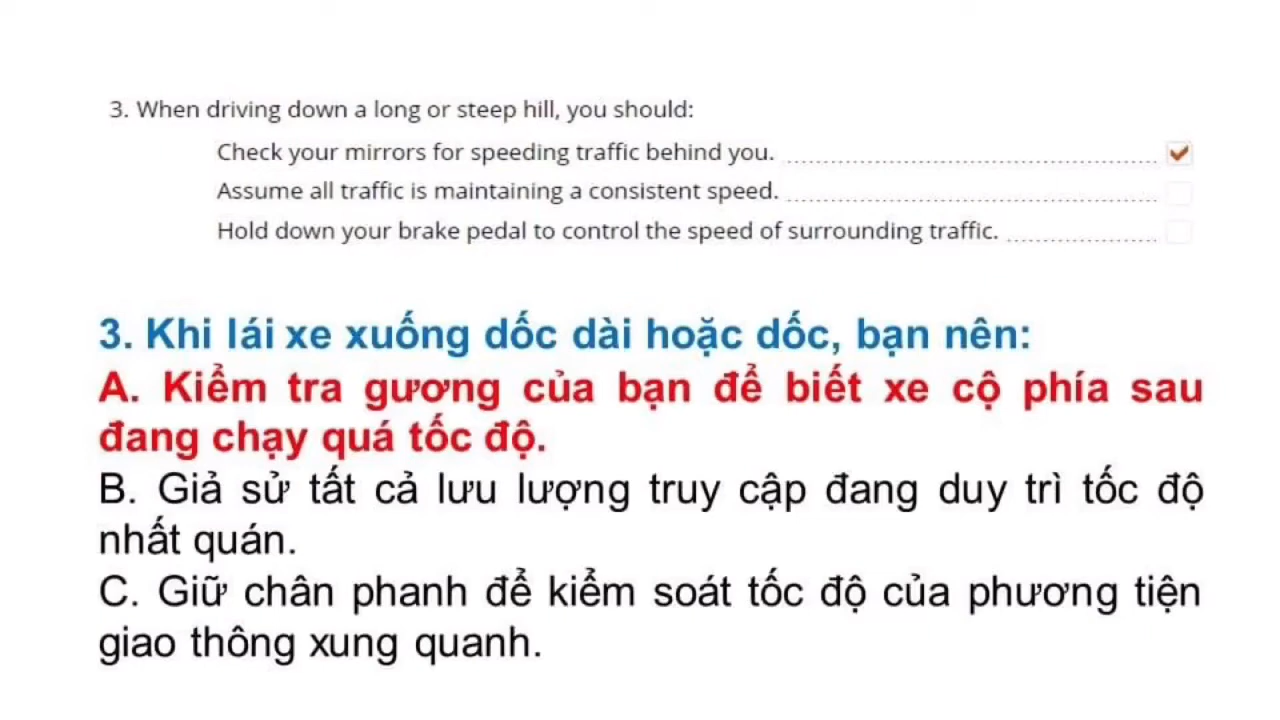 3. When driving down a long or steep hill, you should:
Check your mirrors for speeding traffic behind you.
Assume all traffic is maintaining a consistent speed.
Hold down your brake pedal to control the speed of surrounding traffic.
3. Khi lái xe xuống dốc dài hoặc dốc, bạn nên:
A. Kiểm tra gương của bạn để biết xe cộ phía sau
đang chạy quá tốc độ.
B. Giả sử tất cả lưu lượng truy cập đang duy trì tốc độ
nhất quán.
C. Giữ chân phanh để kiểm soát tốc độ của phương tiện
giao thông xung quanh.